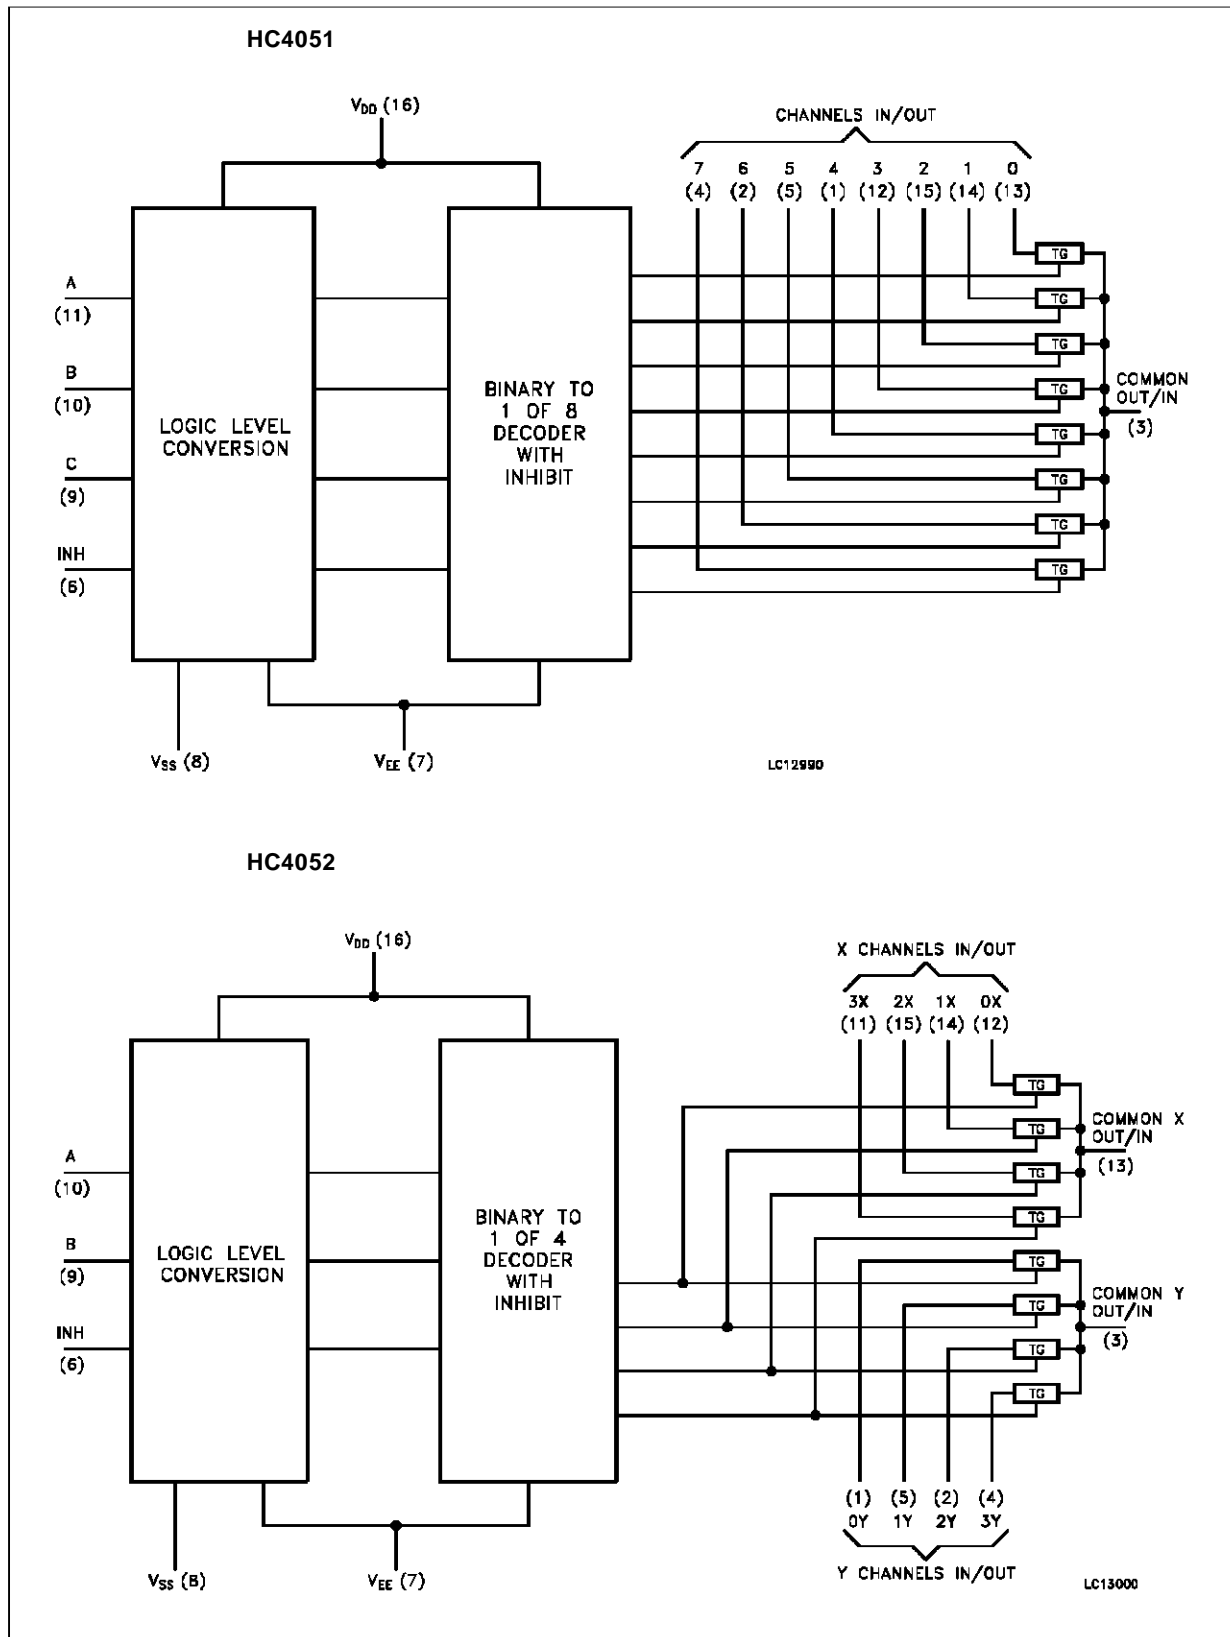 HC4051
VDD (16)
CHANNELS IN/OUT
7 6 5 4 3 2 1 0
(4) (2) (5) (1) (12) (15) (14) (13)
TG
A
(11)
TG
TG
B
(10)
TG
COMMON
OUT/IN
(3)
LOGIC LEVEL
CONVERSION
BINARY TO
1 OF 8
DECODER
WITH
INHIBIT
TG
C
(9)
TG
TG
INH
(6)
TG
VSS (8)
VEE (7)
LC12990
HC4052
VDD (16)
X CHANNELS IN/OUT
3X 2X 1X 0X
(11) (15) (14) (12)
TG
TG
COMMON X
OUT/IN
(13)
A
(10)
TG
TG
B
(9)
LOGIC LEVEL
CONVERSION
BINARY TO
1 OF 4
DECODER
WITH
INHIBIT
TG
TG
COMMON Y
OUT/IN
(3)
INH
(6)
TG
TG
(1) (5) (2) (4)
0Y 1Y 2Y 3Y
Y CHANNELS IN/OUT
VSS (8)
VEE (7)
LC13000